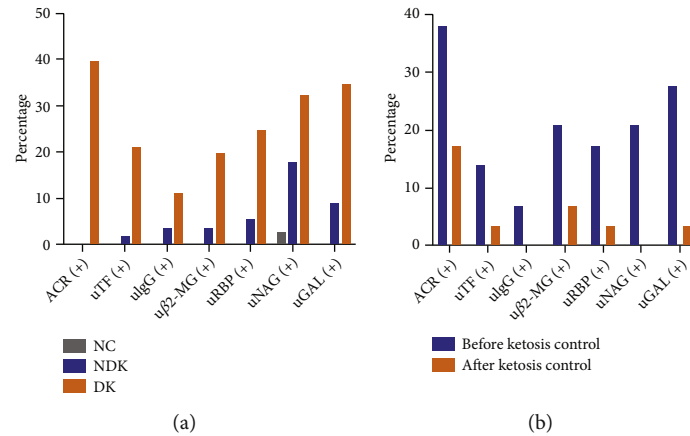 Percentage
50
40
30
20
10
0
ACR (+)
uTF (+)
uIgG (+)
uβ2-MG (+)
uRBP (+)
uNAG (+)
uGAL (+)
NC
NDK
DK
(a)
Percentage
40
30
20
10
0
ACR (+)
uTF (+)
uIgG (+)
uβ2-MG (+)
uRBP (+)
uNAG (+)
uGAL (+)
Before ketosis control
After ketosis control
(b)